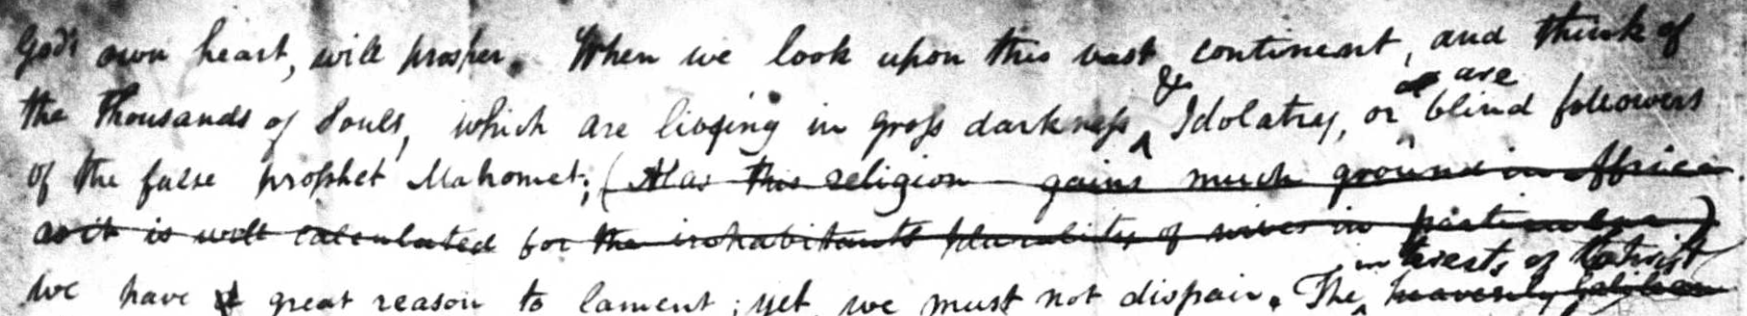 God's own heart, will prosper. When we look upon this vast continent, and think of
the thousands of Souls, which are living in gross darkness & Idolatry, or are blind followers
of the false prophet Mahomet; (Alas this religion gains much ground in Africa
as it is well calculated for the inhabitants plurality of wives in particular)
we have great reason to lament; yet we must not dispair. The interests of Christ
heavenly